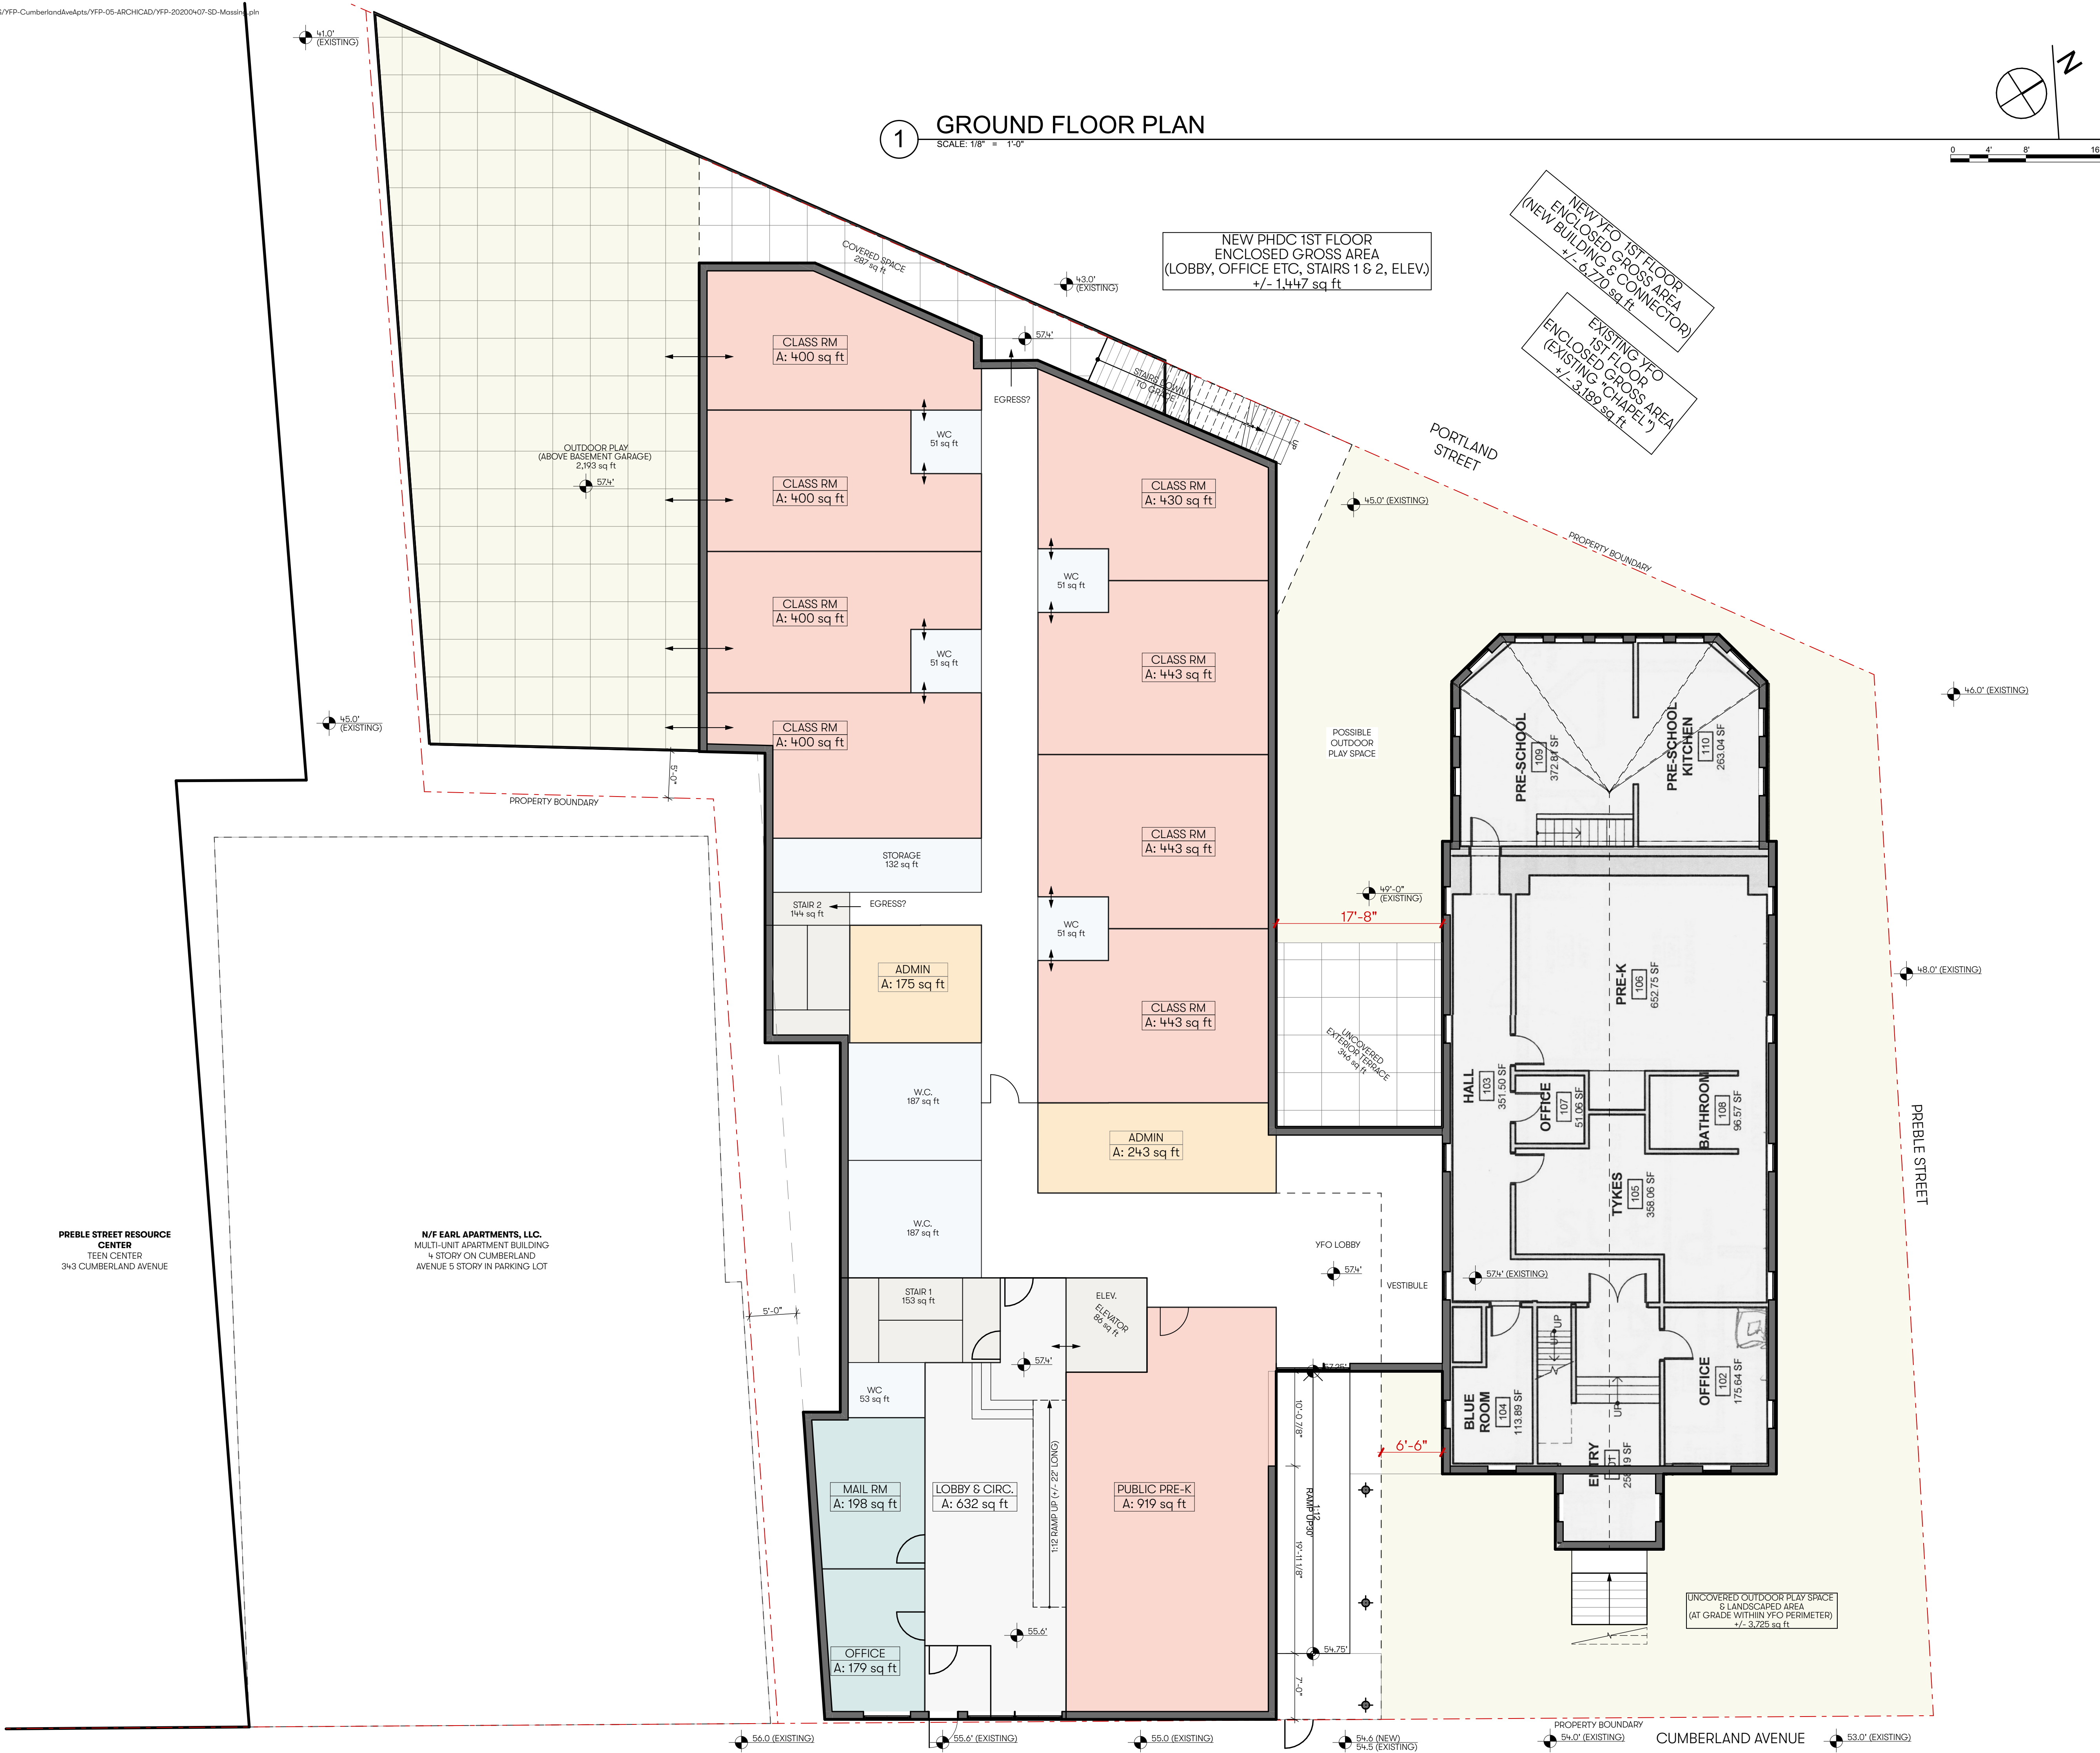 S/YFP-CumberlandAveApts/YFP-05-ARCHICAD/YFP-20200407-SD-Massing.pln
41.0'
(EXISTING)
1
GROUND FLOOR PLAN
SCALE: 1/8" = 1'-0"
N
0 4' 8' 16
NEW PHDC 1ST FLOOR
ENCLOSED GROSS AREA
(LOBBY, OFFICE ETC, STAIRS 1 & 2, ELEV.)
+/- 1,447 sq ft
NEW YFO 1ST FLOOR
ENCLOSED GROSS AREA
(NEW BUILDING & CONNECTOR)
+/- 6,770 sq ft
EXISTING YFO
1ST FLOOR
ENCLOSED GROSS AREA
(EXISTING "CHAPEL")
+/- 3,189 sq ft
COVERED SPACE
287 sq ft
43.0'
(EXISTING)
57.4'
CLASS RM
A: 400 sq ft
EGRESS?
STAIRS DOWN
TO GRADE
UP
PORTLAND
STREET
WC
51 sq ft
OUTDOOR PLAY
(ABOVE BASEMENT GARAGE)
2,193 sq ft
57.4'
CLASS RM
A: 400 sq ft
CLASS RM
A: 430 sq ft
45.0' (EXISTING)
PROPERTY BOUNDARY
WC
51 sq ft
CLASS RM
A: 400 sq ft
WC
51 sq ft
CLASS RM
A: 443 sq ft
46.0' (EXISTING)
45.0'
(EXISTING)
CLASS RM
A: 400 sq ft
POSSIBLE
OUTDOOR
PLAY SPACE
PRE-SCHOOL
109
372.81 SF
PRE-SCHOOL
KITCHEN
110
263.04 SF
5'-0"
PROPERTY BOUNDARY
CLASS RM
A: 443 sq ft
STORAGE
132 sq ft
STAIR 2
144 sq ft
EGRESS?
49'-0"
(EXISTING)
17'-8"
WC
51 sq ft
ADMIN
A: 175 sq ft
PRE-K
106
652.75 SF
48.0' (EXISTING)
CLASS RM
A: 443 sq ft
UNCOVERED
EXTERIOR TERRACE
346 sq ft
W.C.
187 sq ft
HALL
103
351.50 SF
OFFICE
107
51.06 SF
BATHROOM
108
96.57 SF
PREBLE STREET
ADMIN
A: 243 sq ft
TYKES
105
358.06 SF
PREBLE STREET RESOURCE
CENTER
TEEN CENTER
343 CUMBERLAND AVENUE
N/F EARL APARTMENTS, LLC.
MULTI-UNIT APARTMENT BUILDING
4 STORY ON CUMBERLAND
AVENUE 5 STORY IN PARKING LOT
W.C.
187 sq ft
YFO LOBBY
57.4'
VESTIBULE
57.4' (EXISTING)
5'-0"
STAIR 1
153 sq ft
ELEV.
ELEVATOR
86 sq ft
57.4'
57.25'
UP
UP
WC
53 sq ft
BLUE
ROOM
104
113.89 SF
UP
OFFICE
102
175.64 SF
10'-0 7/8"
6'-6"
1:12 RAMP UP (+/- 22' LONG)
MAIL RM
A: 198 sq ft
LOBBY & CIRC.
A: 632 sq ft
PUBLIC PRE-K
A: 919 sq ft
1:12
RAMP UP30'
19'-11 1/8"
ENTRY
OFFICE
A: 179 sq ft
55.6'
54.75'
7'-0"
UNCOVERED OUTDOOR PLAY SPACE
& LANDSCAPED AREA
(AT GRADE WITHIIN YFO PERIMETER)
+/- 3,725 sq ft
PROPERTY BOUNDARY
56.0 (EXISTING)
55.6' (EXISTING)
55.0 (EXISTING)
54.6 (NEW)
54.5 (EXISTING)
54.0' (EXISTING)
CUMBERLAND AVENUE
53.0' (EXISTING)